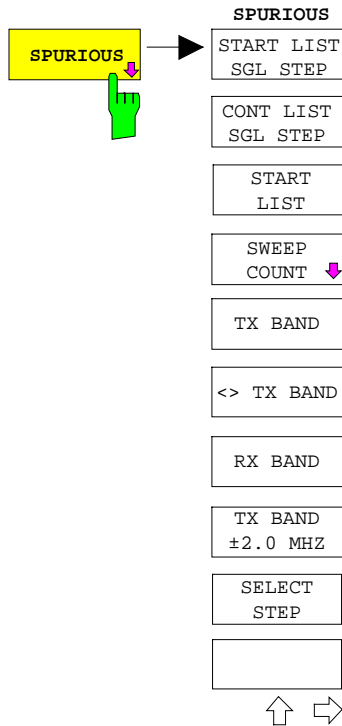 SPURIOUS
SPURIOUS
START LIST
SGL STEP
CONT LIST
SGL STEP
START
LIST
SWEEP
COUNT
TX BAND
<> TX BAND
RX BAND
TX BAND
±2.0 MHZ
SELECT
STEP